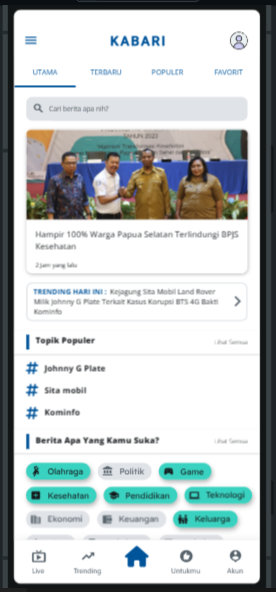 KABARI
UTAMA TERBARU POPULER FAVORIT
Cari berita apa nih?
TAHUN 2023
Hampir 100% Warga Papua Selatan Terlindungi BPJS
Kesehatan
2 jam yang lalu
TRENDING HARI INI : Kejagung Sita Mobil Land Rover
Milik Johnny G Plate Terkait Kasus Korupsi BTS 4G Bakti
Kominfo
Topik Populer Lihat Semua
# Johnny G Plate
# Sita mobil
# Kominfo
Berita Apa Yang Kamu Suka? Lihat Semua
Olahraga Politik Game
Kesehatan Pendidikan Teknologi
Ekonomi Keuangan Keluarga
Live Trending Untukmu Akun